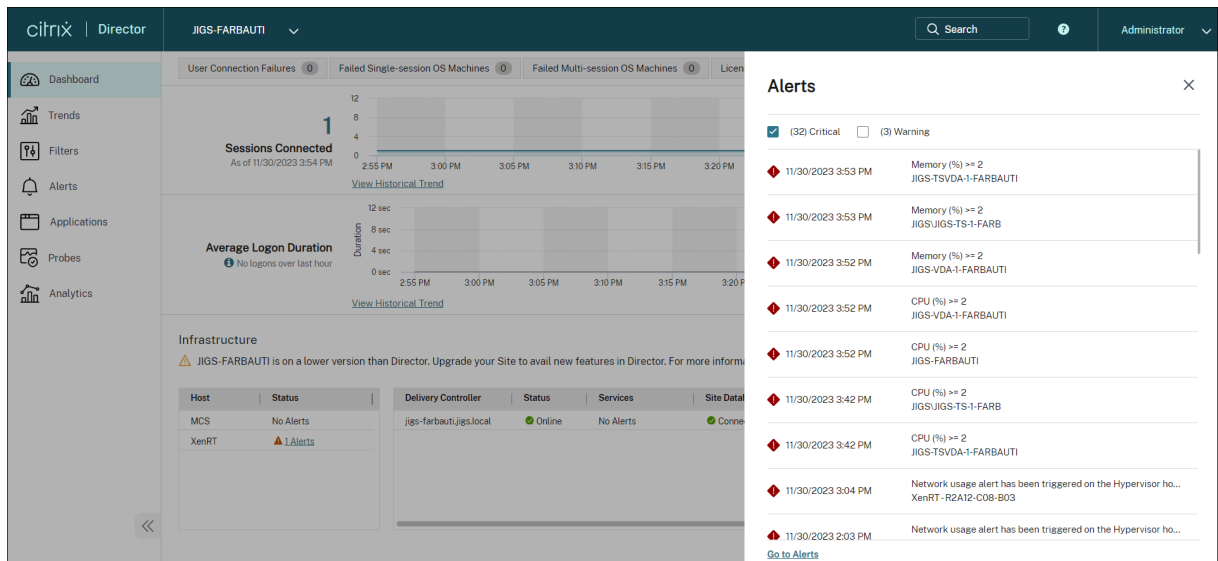 citrix | Director
JIGS-FARBAUTI
Search
?
Administrator
Dashboard
Trends
Filters
Alerts
Applications
Probes
Analytics
User Connection Failures 0
Failed Single-session OS Machines 0
Failed Multi-session OS Machines 0
1
Sessions Connected
As of 11/30/2023 3:54 PM
12
8
4
0
2:55 PM 3:00 PM 3:05 PM 3:10 PM 3:15 PM 3:20 PM
View Historical Trend
Average Logon Duration
No logons over last hour
Duration
12 sec
8 sec
4 sec
0 sec
2:55 PM 3:00 PM 3:05 PM 3:10 PM 3:15 PM 3:20 P
View Historical Trend
Infrastructure
JIGS-FARBAUTI is on a lower version than Director. Upgrade your Site to avail new features in Director. For more
Host Status
MCS No Alerts
XenRT 1 Alerts
Delivery Controller Status Services Site
jigs-farbauti.jigs.local Online No Alerts
Alerts
(32) Critical (3) Warning
11/30/2023 3:53 PM Memory (%) >= 2
JIGS-TSVDA-1-FARBAUTI
11/30/2023 3:53 PM Memory (%) >= 2
JIGS\JIGS-TS-1-FARB
11/30/2023 3:52 PM Memory (%) >= 2
JIGS-VDA-1-FARBAUTI
11/30/2023 3:52 PM CPU (%) >= 2
JIGS-VDA-1-FARBAUTI
11/30/2023 3:52 PM CPU (%) >= 2
JIGS-FARBAUTI
11/30/2023 3:42 PM CPU (%) >= 2
JIGS\JIGS-TS-1-FARB
11/30/2023 3:42 PM CPU (%) >= 2
JIGS-TSVDA-1-FARBAUTI
11/30/2023 3:04 PM Network usage alert has been triggered on the Hypervisor ho...
XenRT - R2A12-C08-B03
11/30/2023 2:03 PM Network usage alert has been triggered on the Hypervisor ho...
Go to Alerts